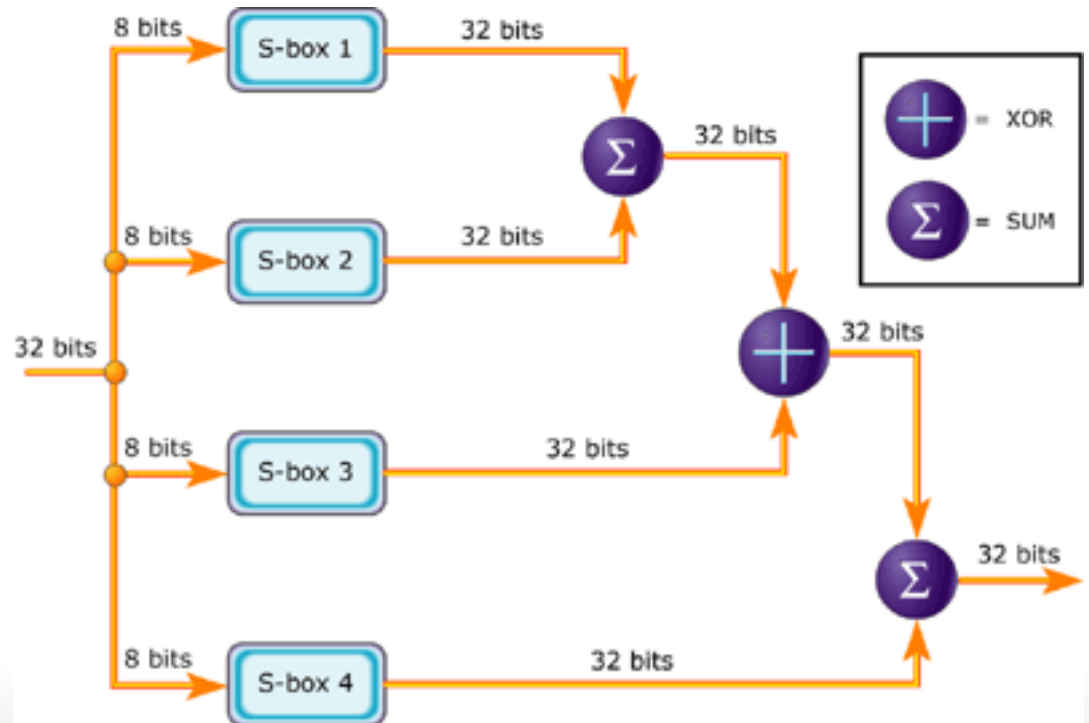 8 bits
S-box 1
32 bits
= XOR
Σ
32 bits
Σ
= SUM
8 bits
S-box 2
32 bits
32 bits
32 bits
8 bits
S-box 3
32 bits
Σ
32 bits
8 bits
S-box 4
32 bits